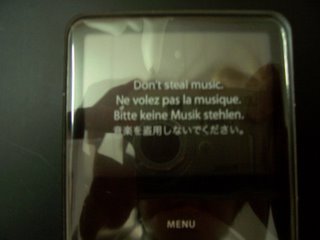 Don't steal music.
Ne volez pas la musique.
Bitte keine Musik stehlen.
音楽を盗用しないでください。
MENU